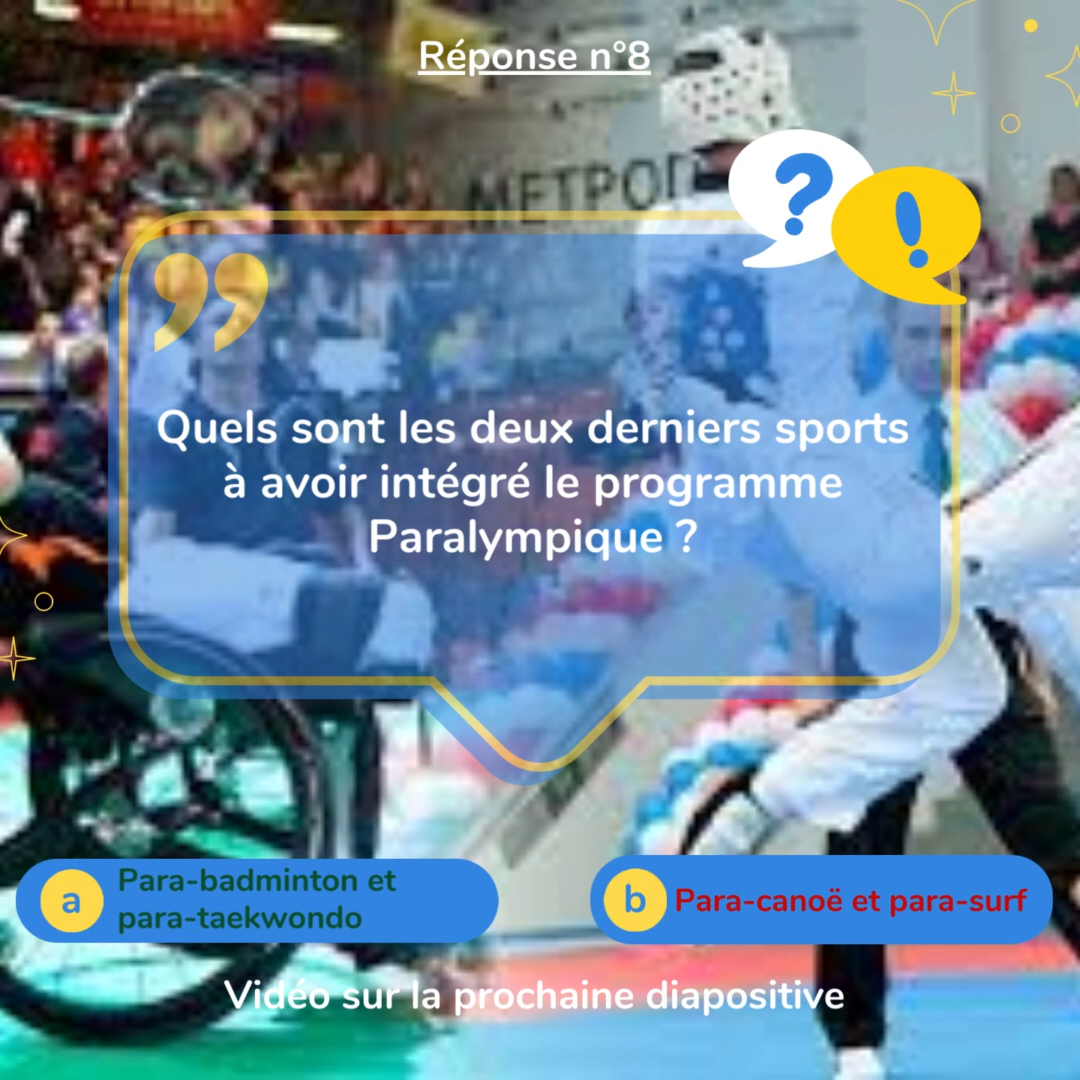 Réponse n°8
METPO
Quels sont les deux derniers sports
à avoir intégré le programme
Paralympique ?
a
Para-badminton et
para-taekwondo
b
Para-canoë et para-surf
Vidéo sur la prochaine diapositive